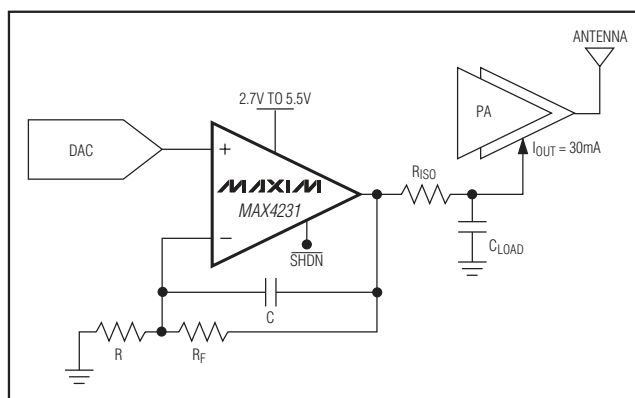 ANTENNA
2.7V TO 5.5V
PA
DAC
+
IOUT = 30mA
RISO
MAXIM
MAX4231
−
SHDN
CLOAD
C
R
RF